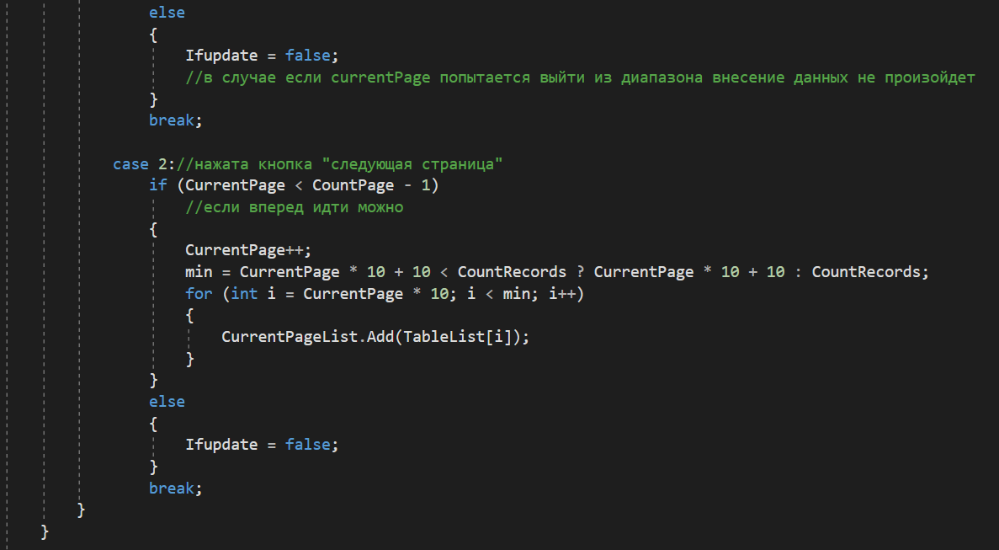 else
{
Ifupdate = false;
//в случае если currentPage попытается выйти из диапазона внесение данных не произойдет
}
break;
case 2://нажата кнопка "следующая страница"
if (CurrentPage < CountPage - 1)
//если вперед идти можно
{
CurrentPage++;
min = CurrentPage * 10 + 10 < CountRecords ? CurrentPage * 10 + 10 : CountRecords;
for (int i = CurrentPage * 10; i < min; i++)
{
CurrentPageList.Add(TableList[i]);
}
}
else
{
Ifupdate = false;
}
break;
}
}